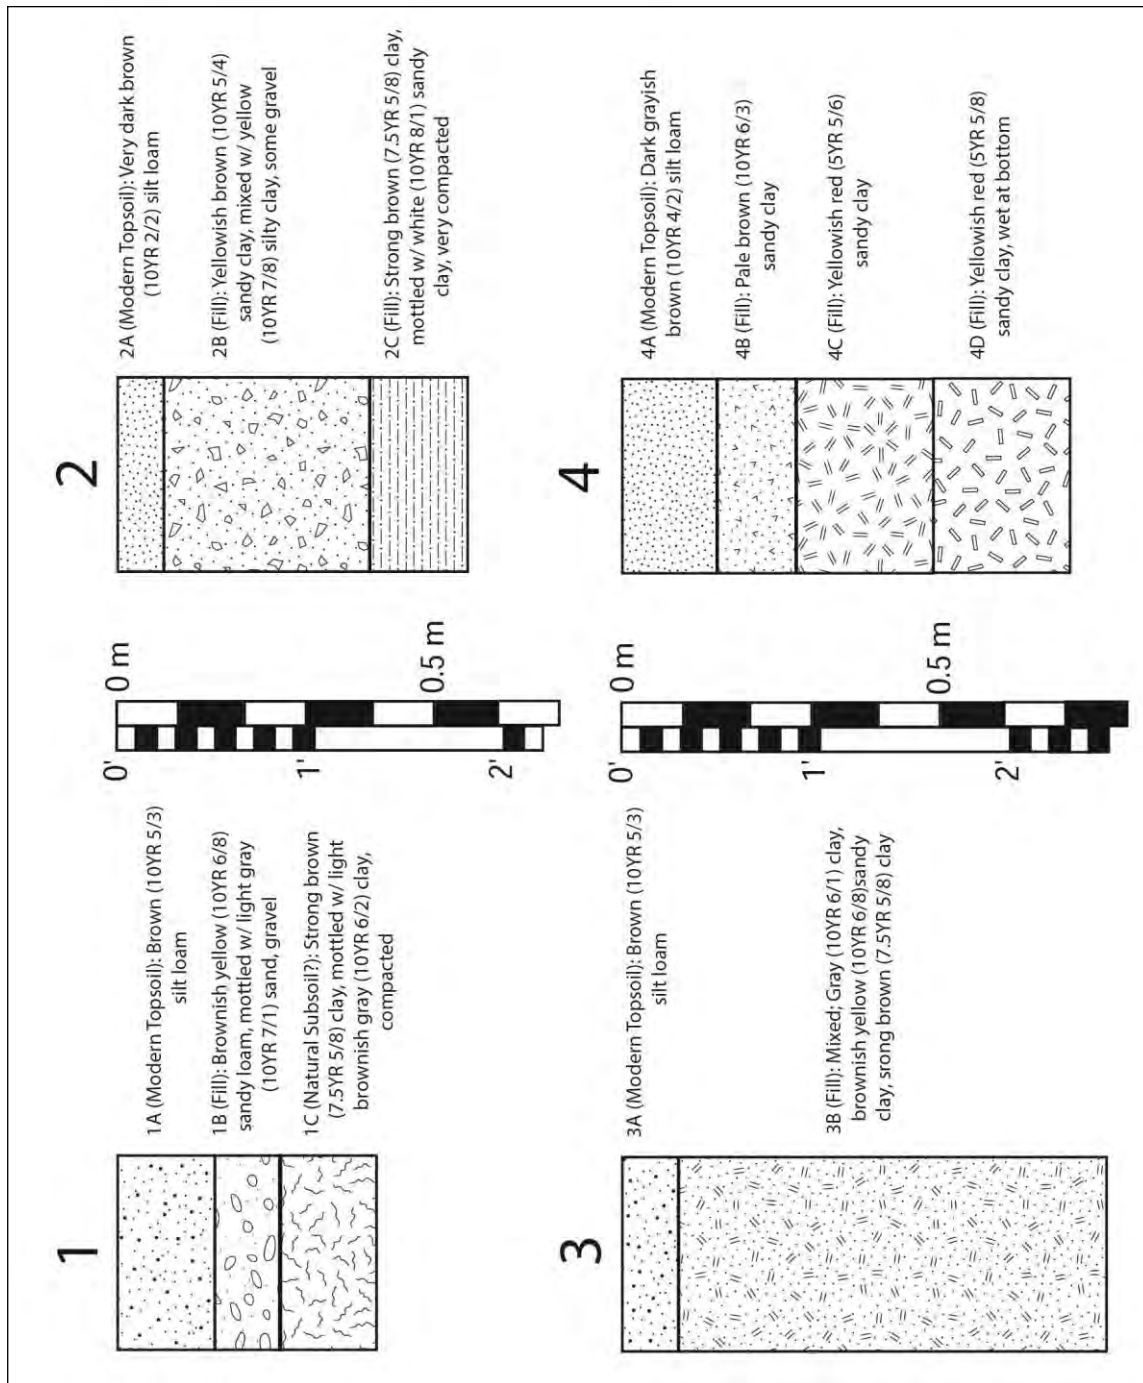 1
1A (Modern Topsoil): Brown (10YR 5/3)
silt loam
1B (Fill): Brownish yellow (10YR 6/8)
sandy loam, mottled w/ light gray
(10YR 7/1) sand, gravel
1C (Natural Subsoil?): Strong brown
(7.5YR 5/8) clay, mottled w/ light
brownish gray (10YR 6/2) clay,
compacted
0'
1'
2'
0 m
0.5 m
2
2A (Modern Topsoil): Very dark brown
(10YR 2/2) silt loam
2B (Fill): Yellowish brown (10YR 5/4)
sandy clay, mixed w/ yellow
(10YR 7/8) silty clay, some gravel
2C (Fill): Strong brown (7.5YR 5/8) clay,
mottled w/ white (10YR 8/1) sandy
clay, very compacted
3
3A (Modern Topsoil): Brown (10YR 5/3)
silt loam
3B (Fill): Mixed; Gray (10YR 6/1) clay,
brownish yellow (10YR 6/8)sandy
clay, srong brown (7.5YR 5/8) clay
0'
1'
2'
0 m
0.5 m
4
4A (Modern Topsoil): Dark grayish
brown (10YR 4/2) silt loam
4B (Fill): Pale brown (10YR 6/3)
sandy clay
4C (Fill): Yellowish red (5YR 5/6)
sandy clay
4D (Fill): Yellowish red (5YR 5/8)
sandy clay, wet at bottom